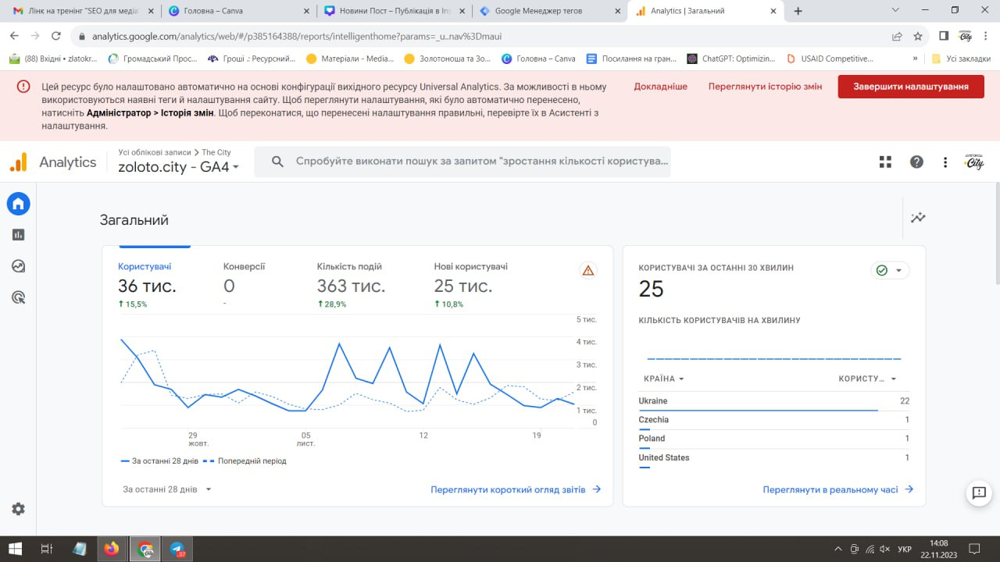 Лінк на тренінг "SEO для медіа
Головна – Canva
Новини Пост – Публікація в Ins
Google Менеджер тегов
Analytics | Загальний
analytics.google.com/analytics/web/#/p385164388/reports/intelligenthome?params=_u..nav%3Dmaui
(88) Вхідні • zlatokr...
Громадський Прос...
Гроші .: Ресурсний...
Матеріали - Media...
Золотоноша та Зо...
Головна – Canva
Посилання на гран...
ChatGPT: Optimizin...
USAID Competitive...
»
Усі закладки
Цей ресурс було налаштовано автоматично на основі конфігурації вихідного ресурсу Universal Analytics. За можливості в ньому
використовуються наявні теги й налаштування сайту. Щоб переглянути налаштування, які було автоматично перенесено,
натисніть Адміністратор > Історія змін. Щоб переконатися, що перенесені налаштування правильні, перевірте їх в Асистенті з
налаштування.
Докладніше
Переглянути історію змін
Завершити налаштування
Analytics
Усі облікові записи > The City
zoloto.city - GA4
Спробуйте виконати пошук за запитом "зростання кількості користува...
City
Загальний
Користувачі
36 тис.
↑ 15,5%
Конверсії
0
-
Кількість подій
363 тис.
↑ 28,9%
Нові користувачі
25 тис.
↑ 10,8%
5 тис.
4 тис.
3 тис.
2 тис.
1 тис.
0
29
жовт.
05
лист.
12
19
За останні 28 днів
Попередній період
За останні 28 днів
Переглянути короткий огляд звітів
КОРИСТУВАЧІ ЗА ОСТАННІ 30 ХВИЛИН
25
КІЛЬКІСТЬ КОРИСТУВАЧІВ НА ХВИЛИНУ
КРАЇНА
КОРИСТУ...
Ukraine 22
Czechia 1
Poland 1
United States 1
Переглянути в реальному часі
УКР
14:08
22.11.2023